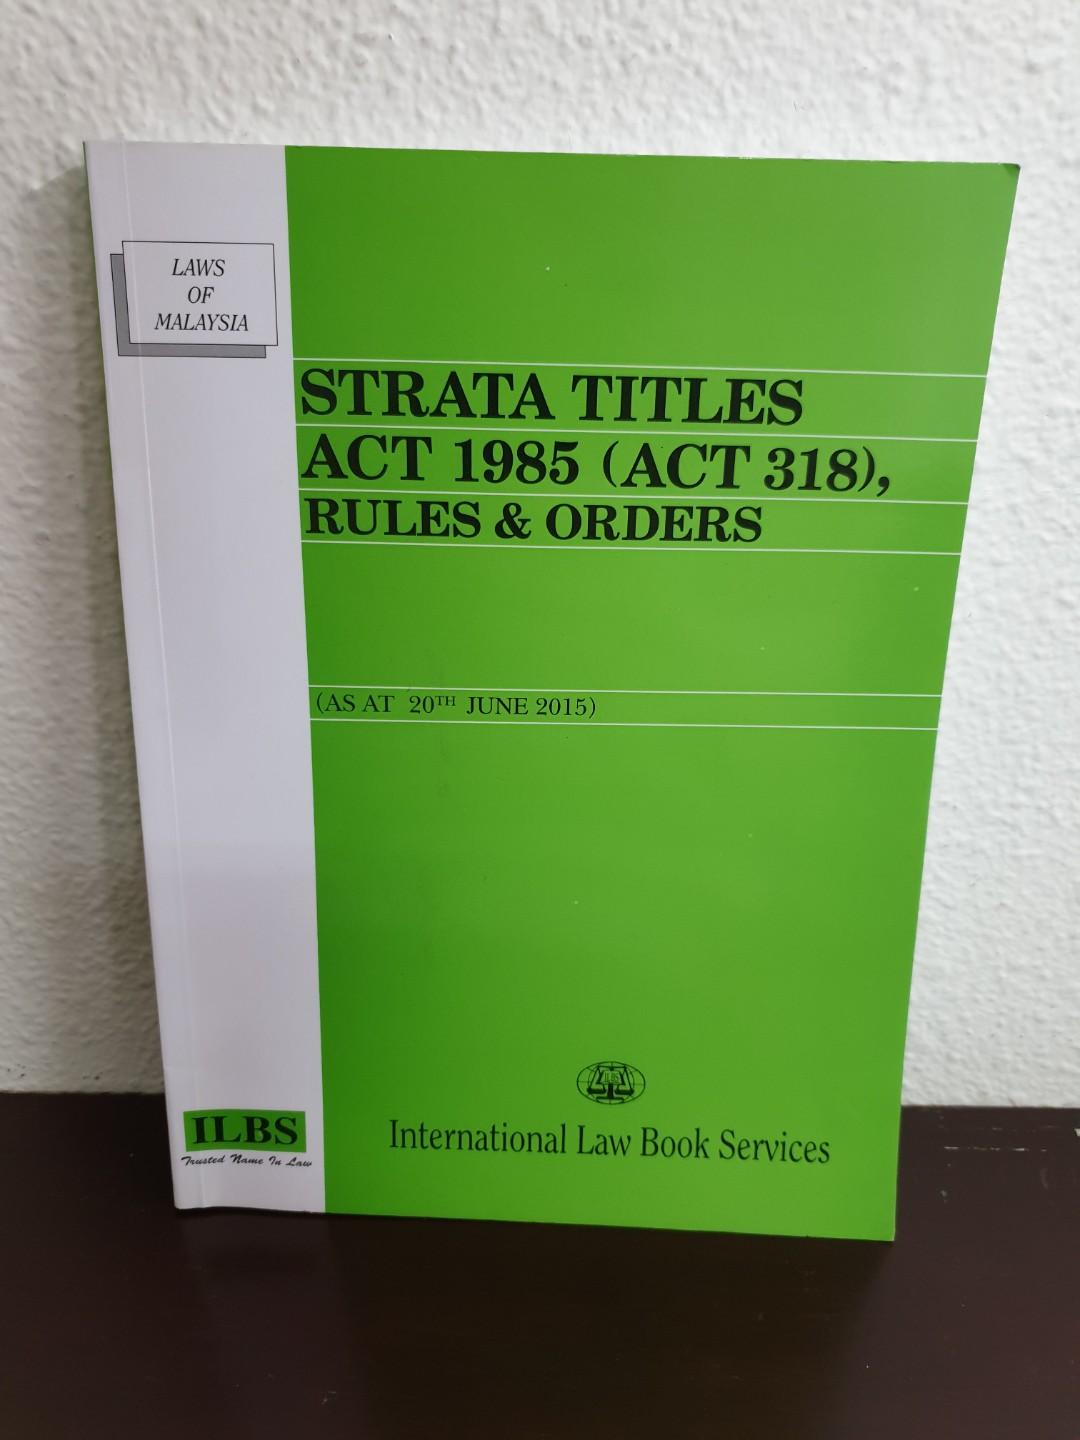 LAWS
OF
MALAYSIA
STRATA TITLES
ACT 1985 (ACT 318),
RULES & ORDERS
(AS AT 20TH JUNE 2015)
ILBS
International Law Book Services
ILBS
Trusted Name In Law